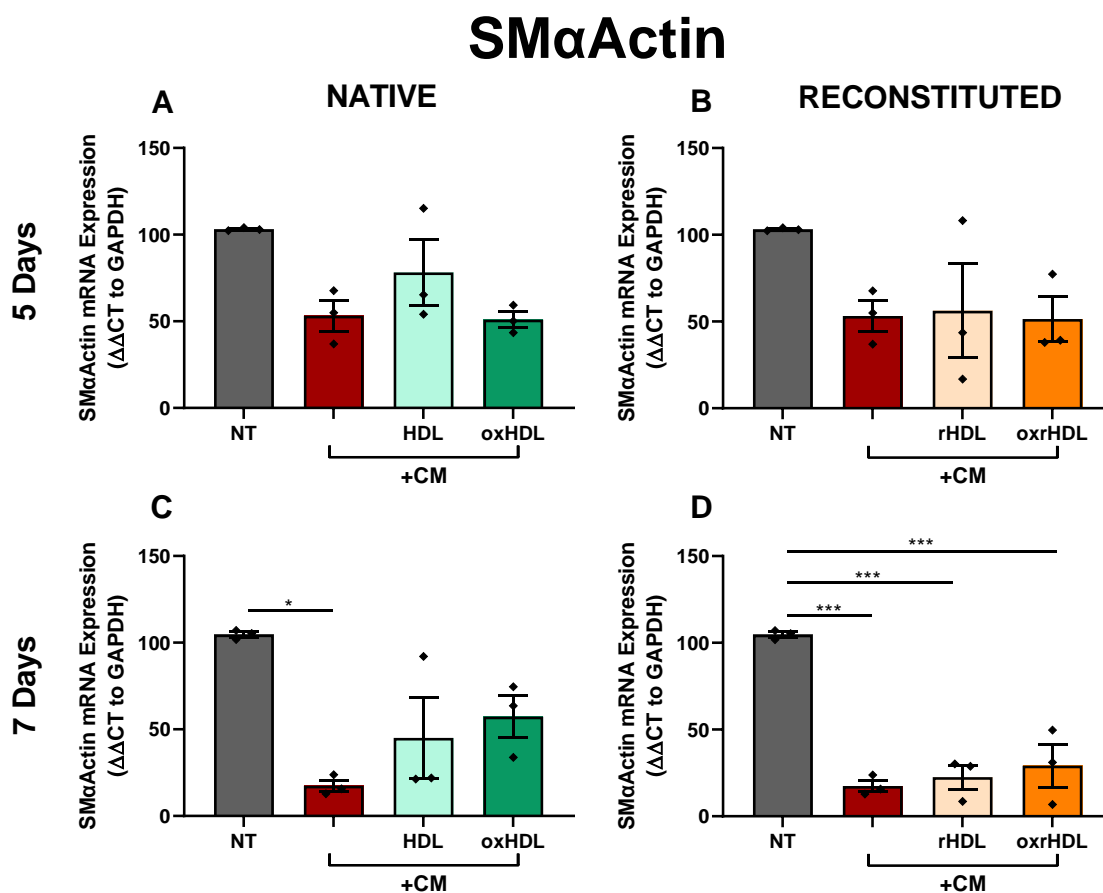 SMαActin
NATIVE
RECONSTITUTED
5 Days
7 Days
A
SMαActin mRNA Expression
(ΔΔCT to GAPDH)
150
100
50
0
NT
HDL
oxHDL
+CM
B
SMαActin mRNA Expression
(ΔΔCT to GAPDH)
150
100
50
0
NT
rHDL
oxrHDL
+CM
C
SMαActin mRNA Expression
(ΔΔCT to GAPDH)
150
100
50
0
*
NT
HDL
oxHDL
+CM
D
SMαActin mRNA Expression
(ΔΔCT to GAPDH)
150
100
50
0
***
***
***
NT
rHDL
oxrHDL
+CM